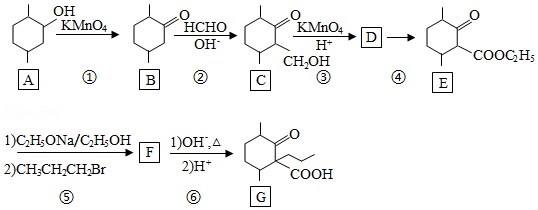 OH
KMnO₄
O
HCHO
OH⁻
O
CH₂OH
KMnO₄
H⁺
D
O
COOC₂H₅
A
①
B
②
C
③
④
E
1)C₂H₅ONa/C₂H₅OH
2)CH₃CH₂CH₂Br
F
1)OH⁻,△
2)H⁺
O
COOH
⑤
⑥
G